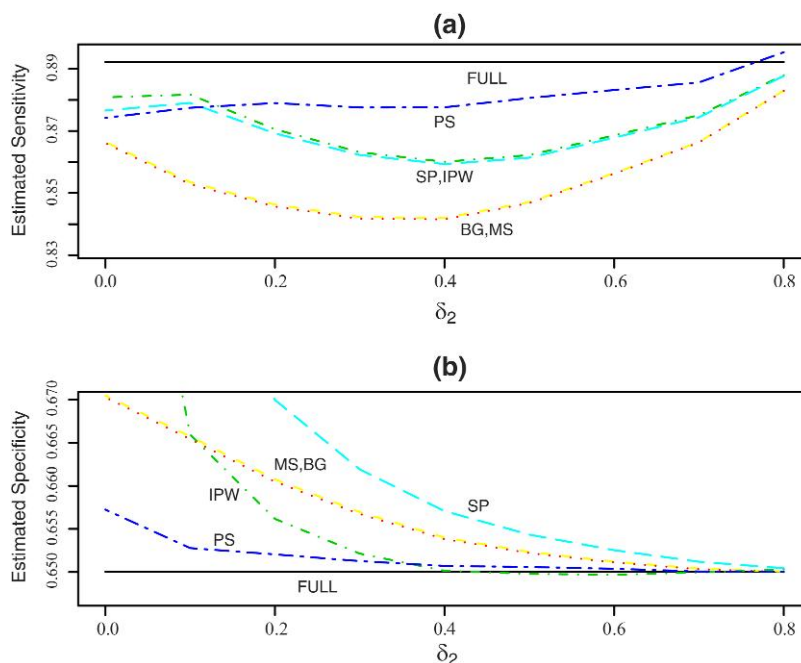 (a)
Estimated Sensitivity
0.83 0.85 0.87 0.89
FULL
PS
SP,IPW
BG,MS
0.0 0.2 0.4 0.6 0.8
δ2
(b)
Estimated Specificity
0.650 0.655 0.660 0.665 0.670
MS,BG
IPW
SP
PS
FULL
0.0 0.2 0.4 0.6 0.8
δ2